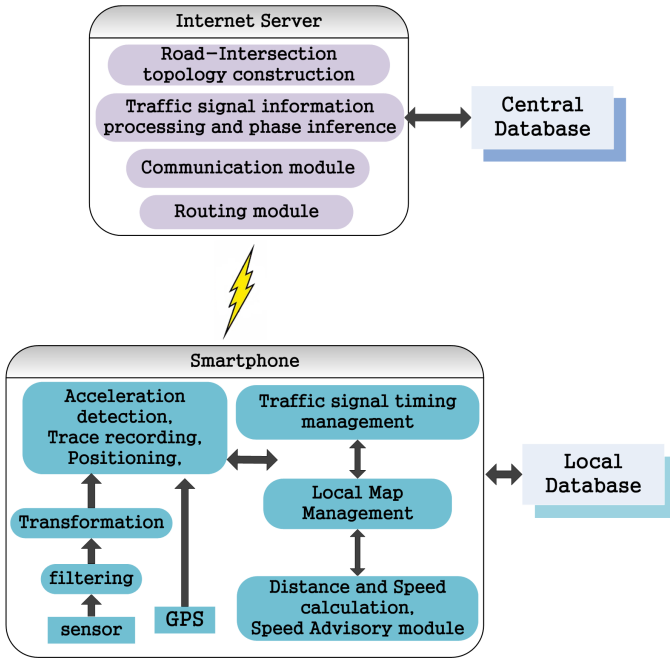 Internet Server
Road-Intersection
topology construction
Traffic signal information
processing and phase inference
Communication module
Routing module
Central
Database
Smartphone
Acceleration
detection,
Trace recording,
Positioning,
Transformation
filtering
sensor
GPS
Traffic signal timing
management
Local Map
Management
Distance and Speed
calculation,
Speed Advisory module
Local
Database